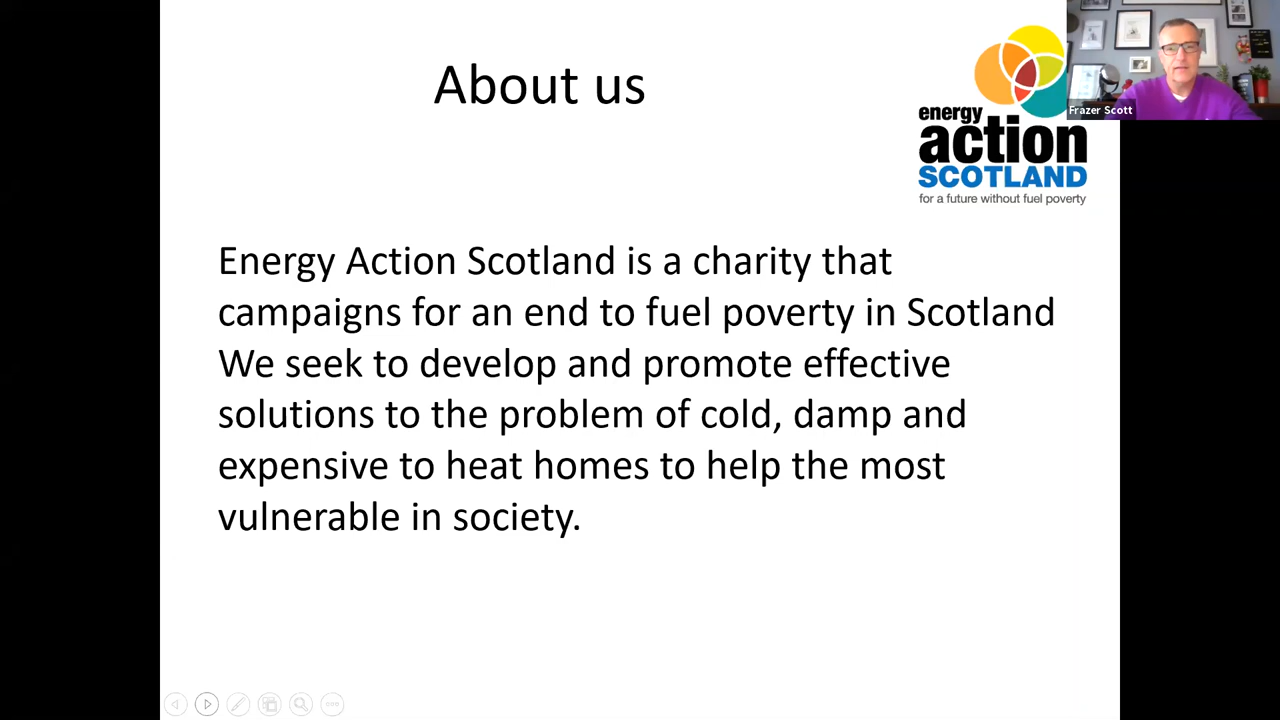 About us
energy
action
SCOTLAND
for a future without fuel poverty
Frazer Scott
Energy Action Scotland is a charity that
campaigns for an end to fuel poverty in Scotland
We seek to develop and promote effective
solutions to the problem of cold, damp and
expensive to heat homes to help the most
vulnerable in society.